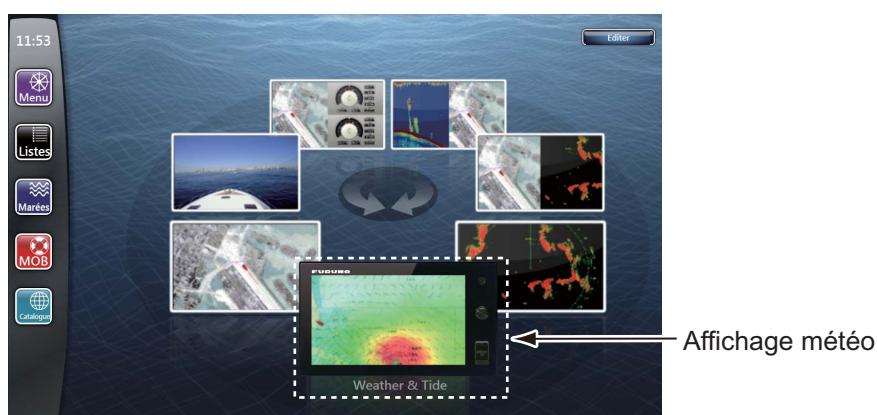 11:53
Editer
Menu
Listes
Marées
MOB
Catalogue
FURUNO
Weather & Tide
Affichage météo